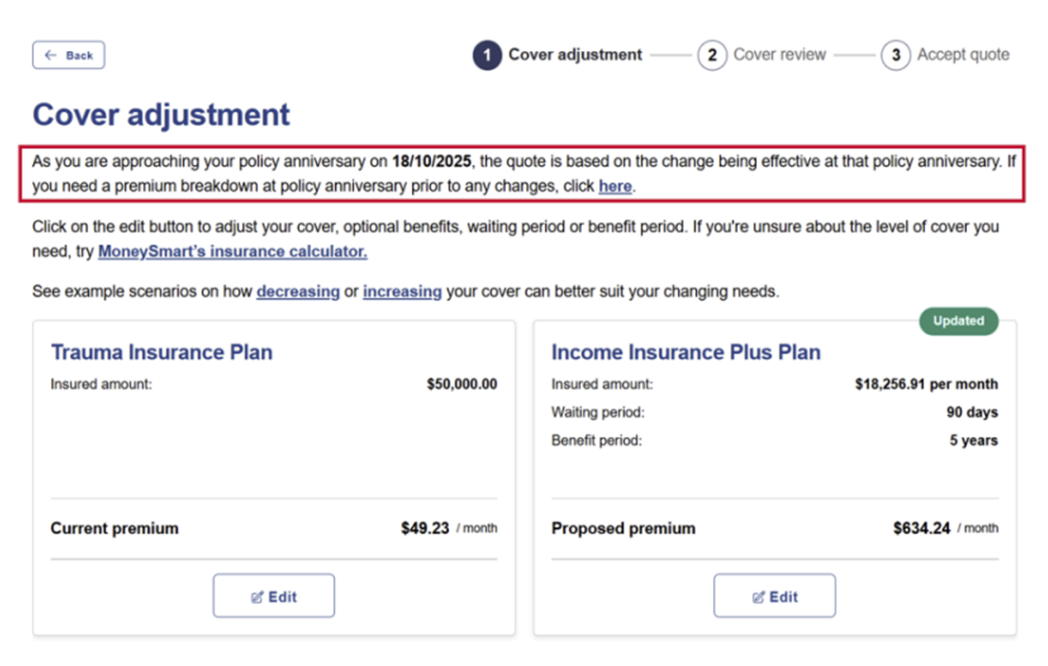 ← Back
1 Cover adjustment 2 Cover review 3 Accept quote
Cover adjustment
As you are approaching your policy anniversary on 18/10/2025, the quote is based on the change being effective at that policy anniversary. If
you need a premium breakdown at policy anniversary prior to any changes, click here.
Click on the edit button to adjust your cover, optional benefits, waiting period or benefit period. If you're unsure about the level of cover you
need, try MoneySmart's insurance calculator.
See example scenarios on how decreasing or increasing your cover can better suit your changing needs.
Updated
Trauma Insurance Plan
Insured amount: $50,000.00
Current premium $49.23 / month
Edit
Income Insurance Plus Plan
Insured amount: $18,256.91 per month
Waiting period: 90 days
Benefit period: 5 years
Proposed premium $634.24 / month
Edit